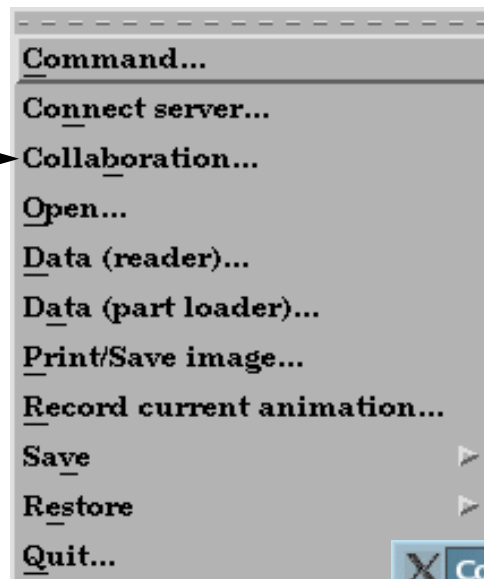 Command...
Connect server...
Collaboration...
Open...
Data (reader)...
Data (part loader)...
Print/Save image...
Record current animation...
Save
Restore
Quit...
X Co